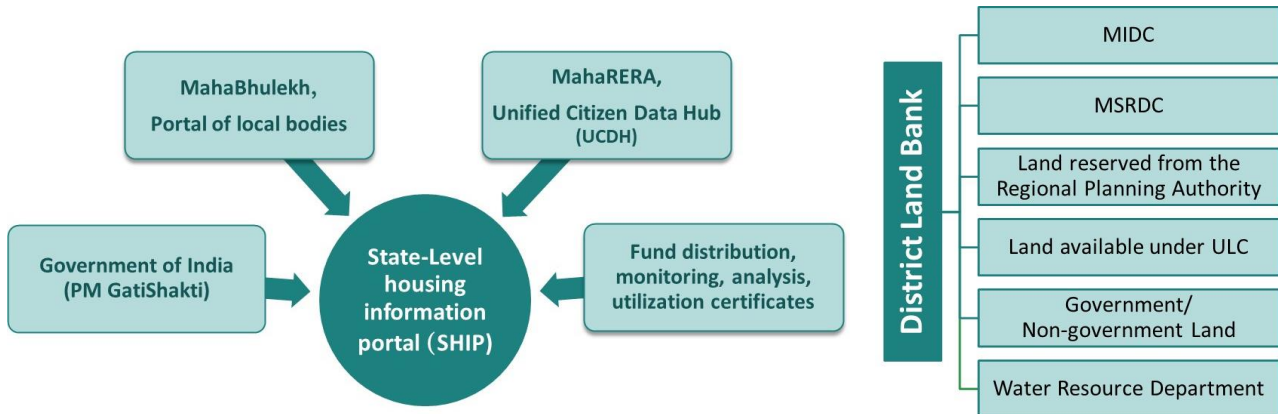 MahaBhulekh,
Portal of local bodies
MahaRERA,
Unified Citizen Data Hub
(UCDH)
Government of India
(PM GatiShakti)
State-Level
housing
information
portal (SHIP)
Fund distribution,
monitoring, analysis,
utilization certificates
District Land Bank
MIDC
MSRDC
Land reserved from the
Regional Planning Authority
Land available under ULC
Government/
Non-government Land
Water Resource Department